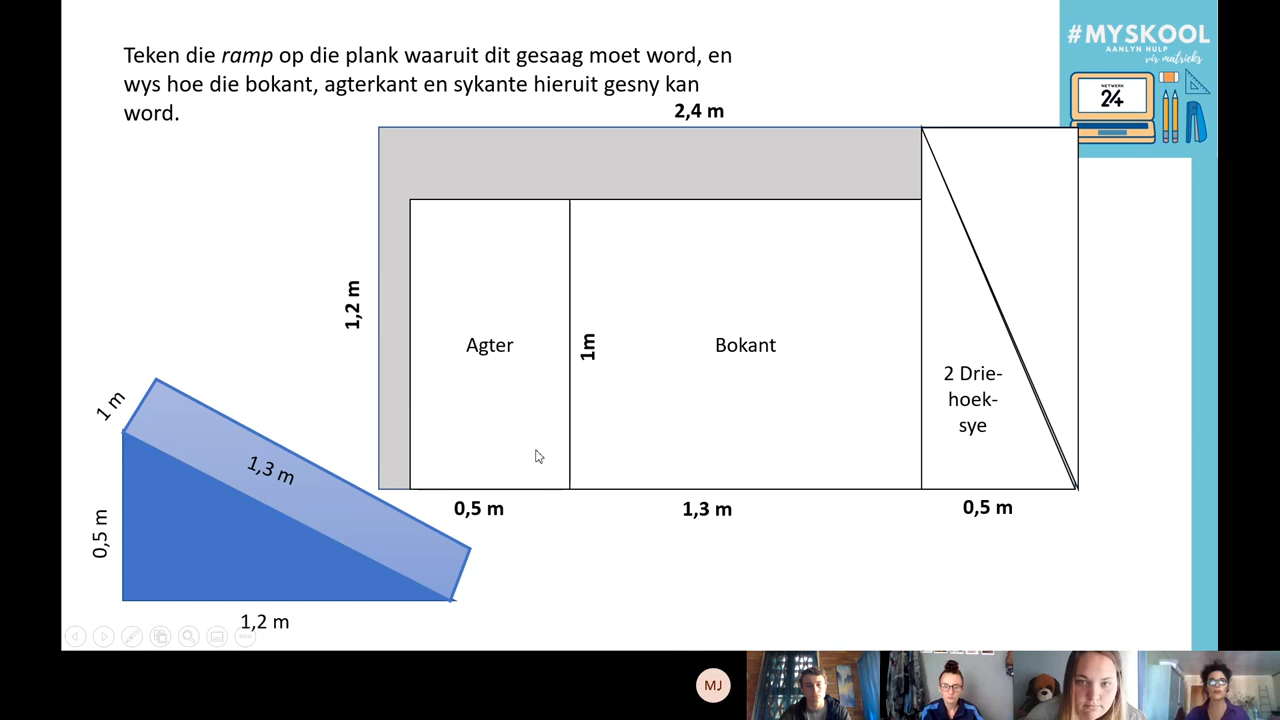 Teken die ramp op die plank waaruit dit gesaag moet word, en
wys hoe die bokant, agterkant en sykante hieruit gesny kan
word.
2,4 m
#MYSKOOL
AANLYN HULP
vir matrieks
NETWERK
24
1,2 m
Agter
1m
Bokant
2 Drie-
hoek-
sye
0,5 m
1,3 m
0,5 m
1 m
1,3 m
0,5 m
1,2 m
MJ